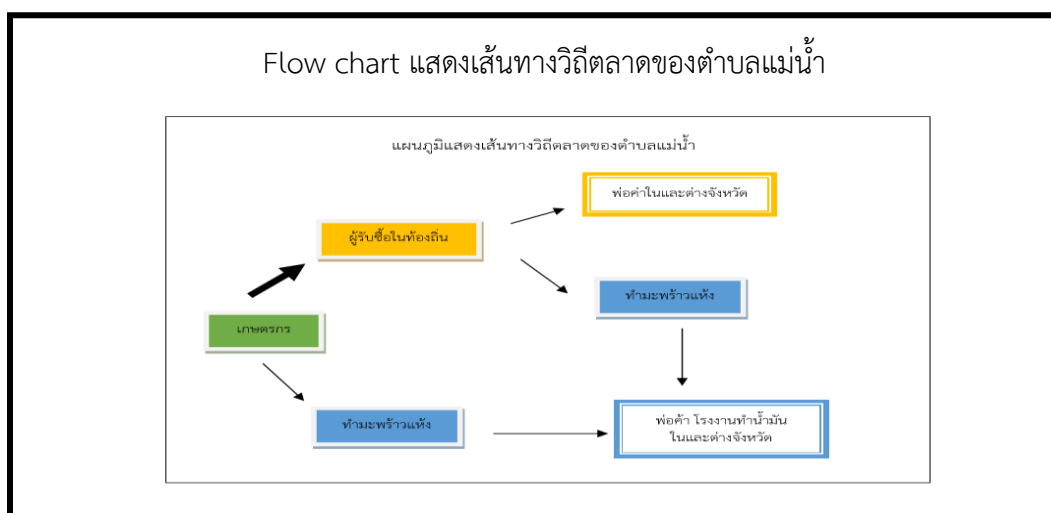 Flow chart แสดงเส้นทางวิถีตลาดของตำบลแม่น้ำ
แผนภูมิแสดงเส้นทางวิถีตลาดของตำบลแม่น้ำ
พ่อค้าในและต่างจังหวัด
ผู้รับซื้อในท้องถิ่น
ทำมะพร้าวแห้ง
เกษตรกร
ทำมะพร้าวแห้ง
พ่อค้า โรงงานทำน้ำมัน
ในและต่างจังหวัด